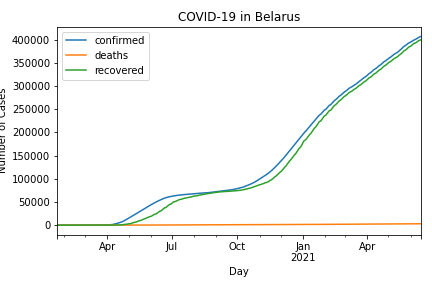 COVID-19 in Belarus
confirmed
deaths
recovered
400000
350000
300000
250000
200000
150000
100000
50000
0
Number of Cases
Apr
Jul
Oct
Jan
2021
Apr
Day